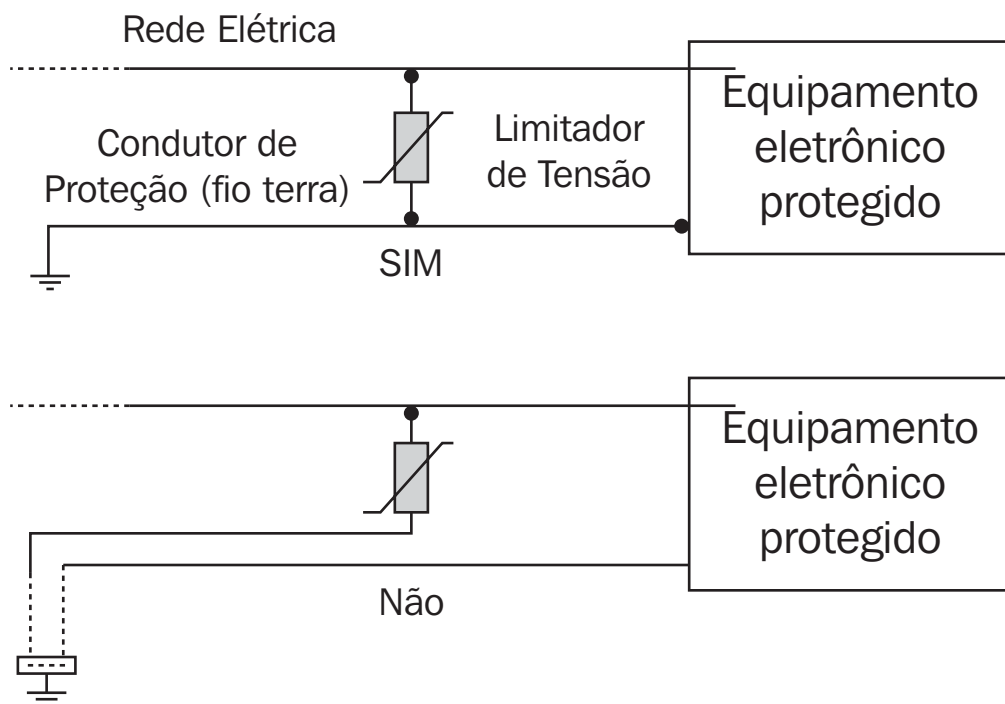 Rede Elétrica
Condutor de
Proteção (fio terra)
Limitador
de Tensão
Equipamento
eletrônico
protegido
SIM
Equipamento
eletrônico
protegido
Não